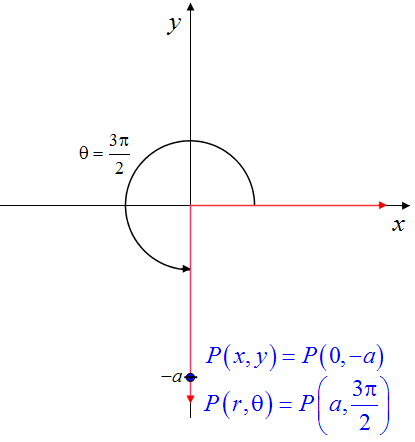 y
θ = 3π/2
x
−a
P(x, y) = P(0, −a)
P(r, θ) = P(a, 3π/2)